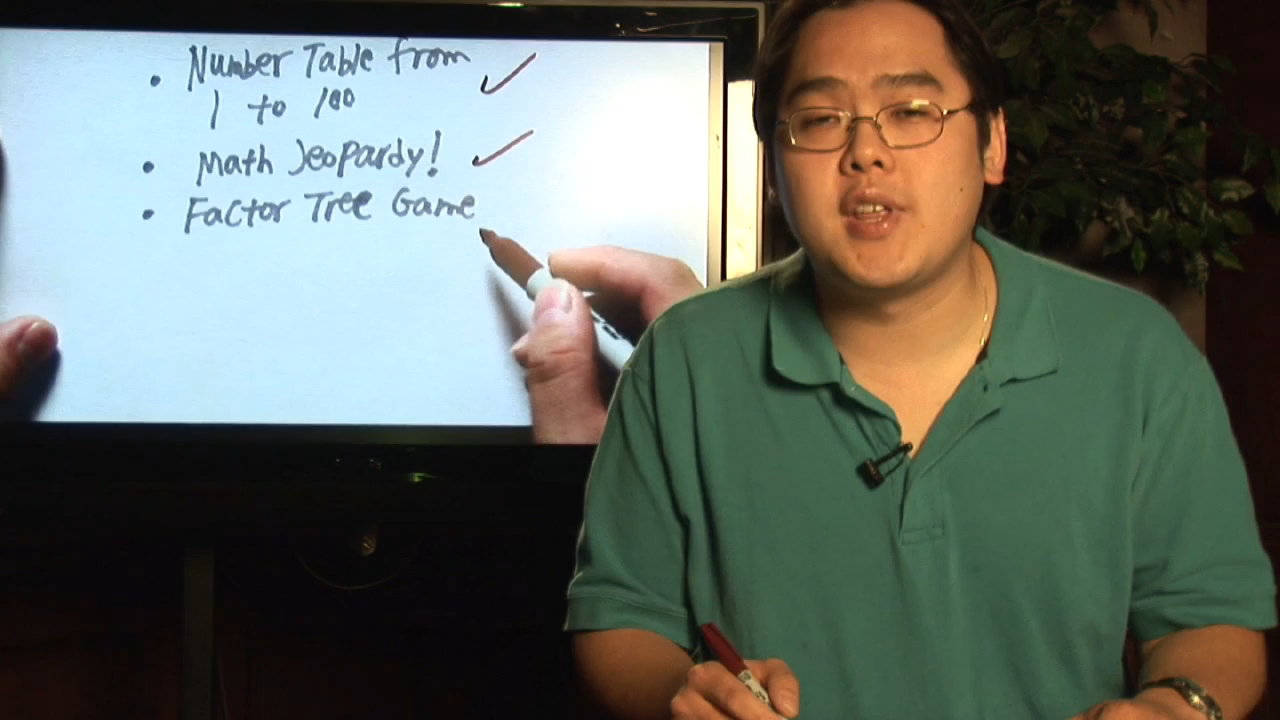 • Number Table from
1 to 100
• Math Jeopardy!
• Factor Tree Game